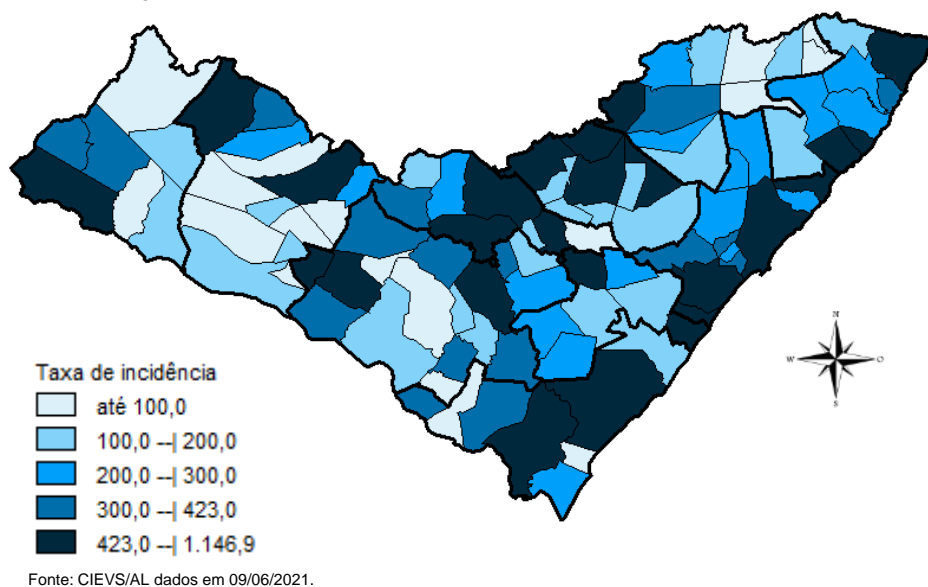 N
W
O
S
Taxa de incidência
até 100,0
100,0 --| 200,0
200,0 --| 300,0
300,0 --| 423,0
423,0 --| 1.146,9
Fonte: CIEVS/AL dados em 09/06/2021.